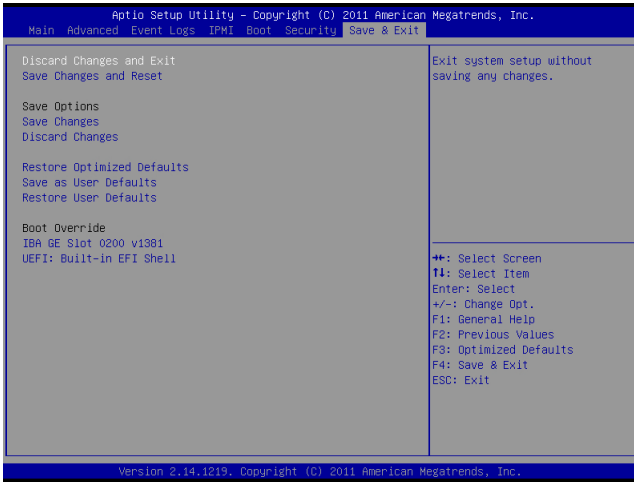 Aptio Setup Utility – Copyright (C) 2011 American Megatrends, Inc.
Main Advanced Event Logs IPMI Boot Security Save & Exit
Discard Changes and Exit
Save Changes and Reset
Save Options
Save Changes
Discard Changes
Restore Optimized Defaults
Save as User Defaults
Restore User Defaults
Boot Override
IBA GE Slot 0200 v1381
UEFI: Built-in EFI Shell
Exit system setup without
saving any changes.
→←: Select Screen
↑↓: Select Item
Enter: Select
+/-: Change Opt.
F1: General Help
F2: Previous Values
F3: Optimized Defaults
F4: Save & Exit
ESC: Exit
Version 2.14.1219. Copyright (C) 2011 American Megatrends, Inc.